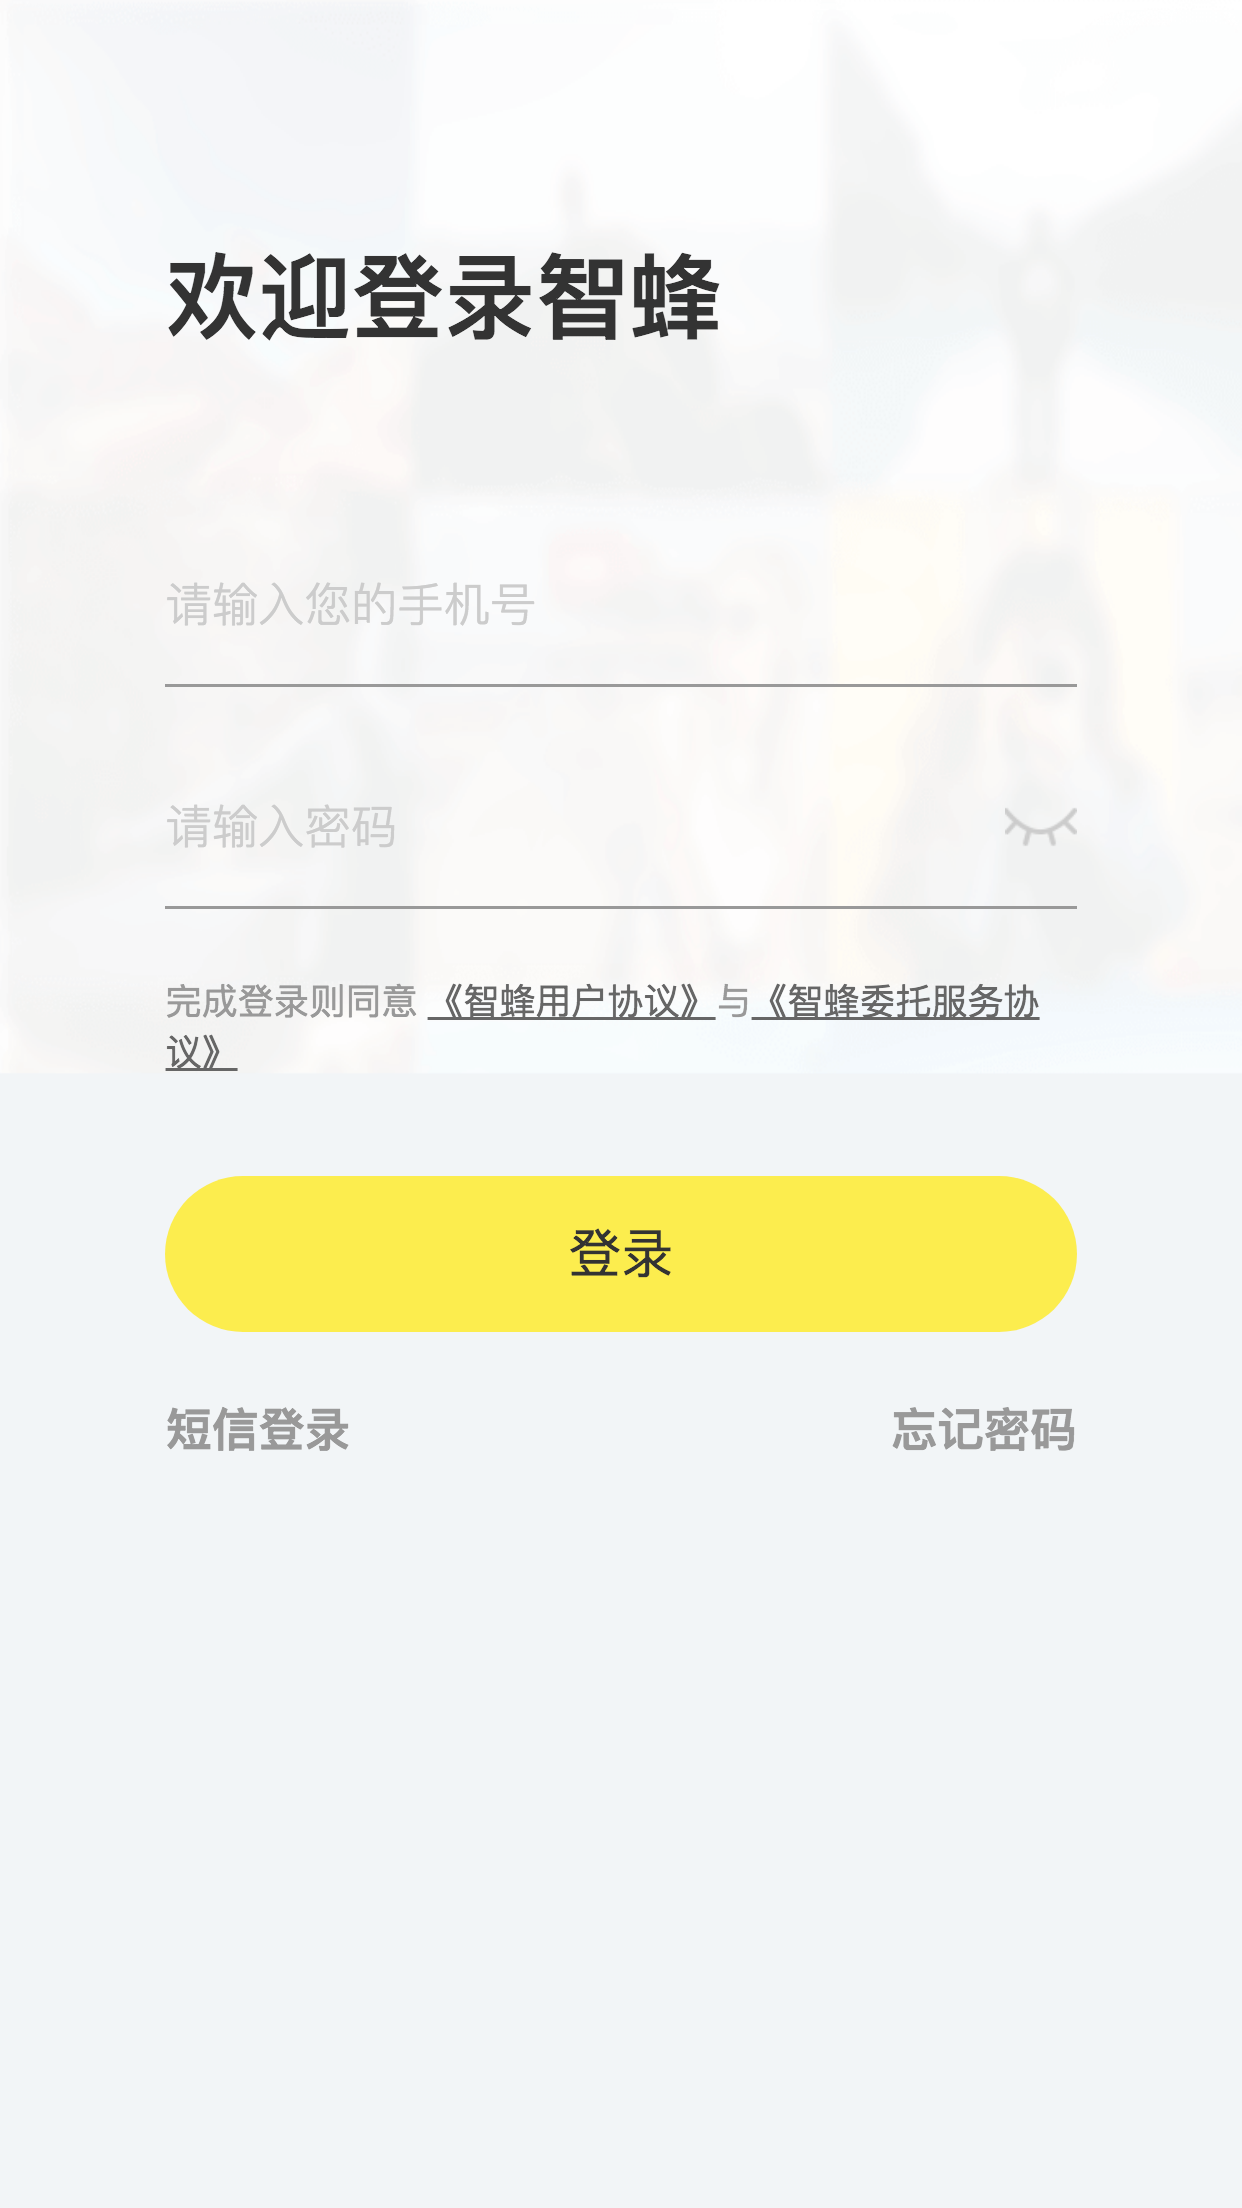 欢迎登录智蜂
请输入您的手机号
请输入密码
完成登录则同意 《智蜂用户协议》与《智蜂委托服务协
议》
登录
短信登录 忘记密码